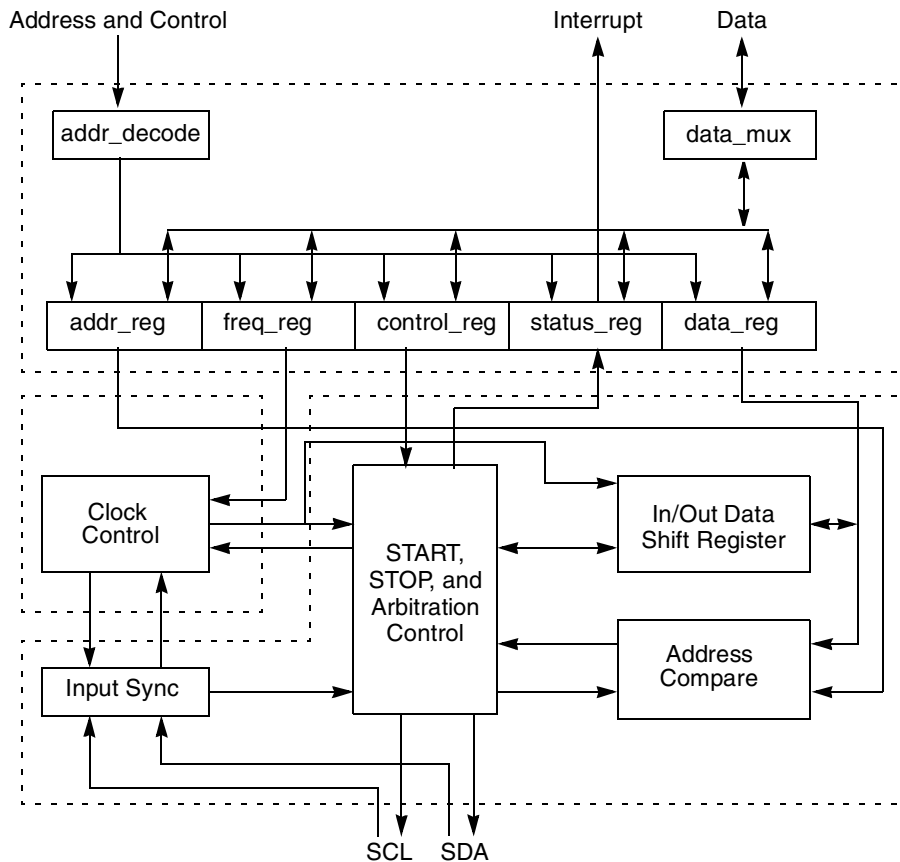 Address and Control
Interrupt
Data
addr_decode
data_mux
addr_reg
freq_reg
control_reg
status_reg
data_reg
Clock
Control
START,
STOP, and
Arbitration
Control
In/Out Data
Shift Register
Input Sync
Address
Compare
SCL
SDA